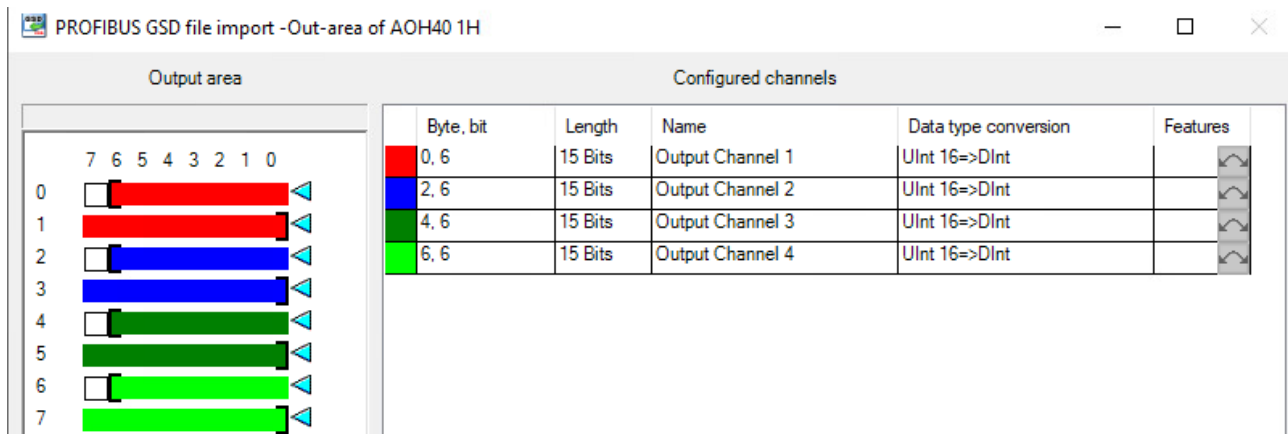 PROFIBUS GSD file import -Out-area of AOH40 1H
Output area
Configured channels
7 6 5 4 3 2 1 0
0
1
2
3
4
5
6
7
Byte, bit Length Name Data type conversion Features
0, 6 15 Bits Output Channel 1 UInt 16=>DInt
2, 6 15 Bits Output Channel 2 UInt 16=>DInt
4, 6 15 Bits Output Channel 3 UInt 16=>DInt
6, 6 15 Bits Output Channel 4 UInt 16=>DInt